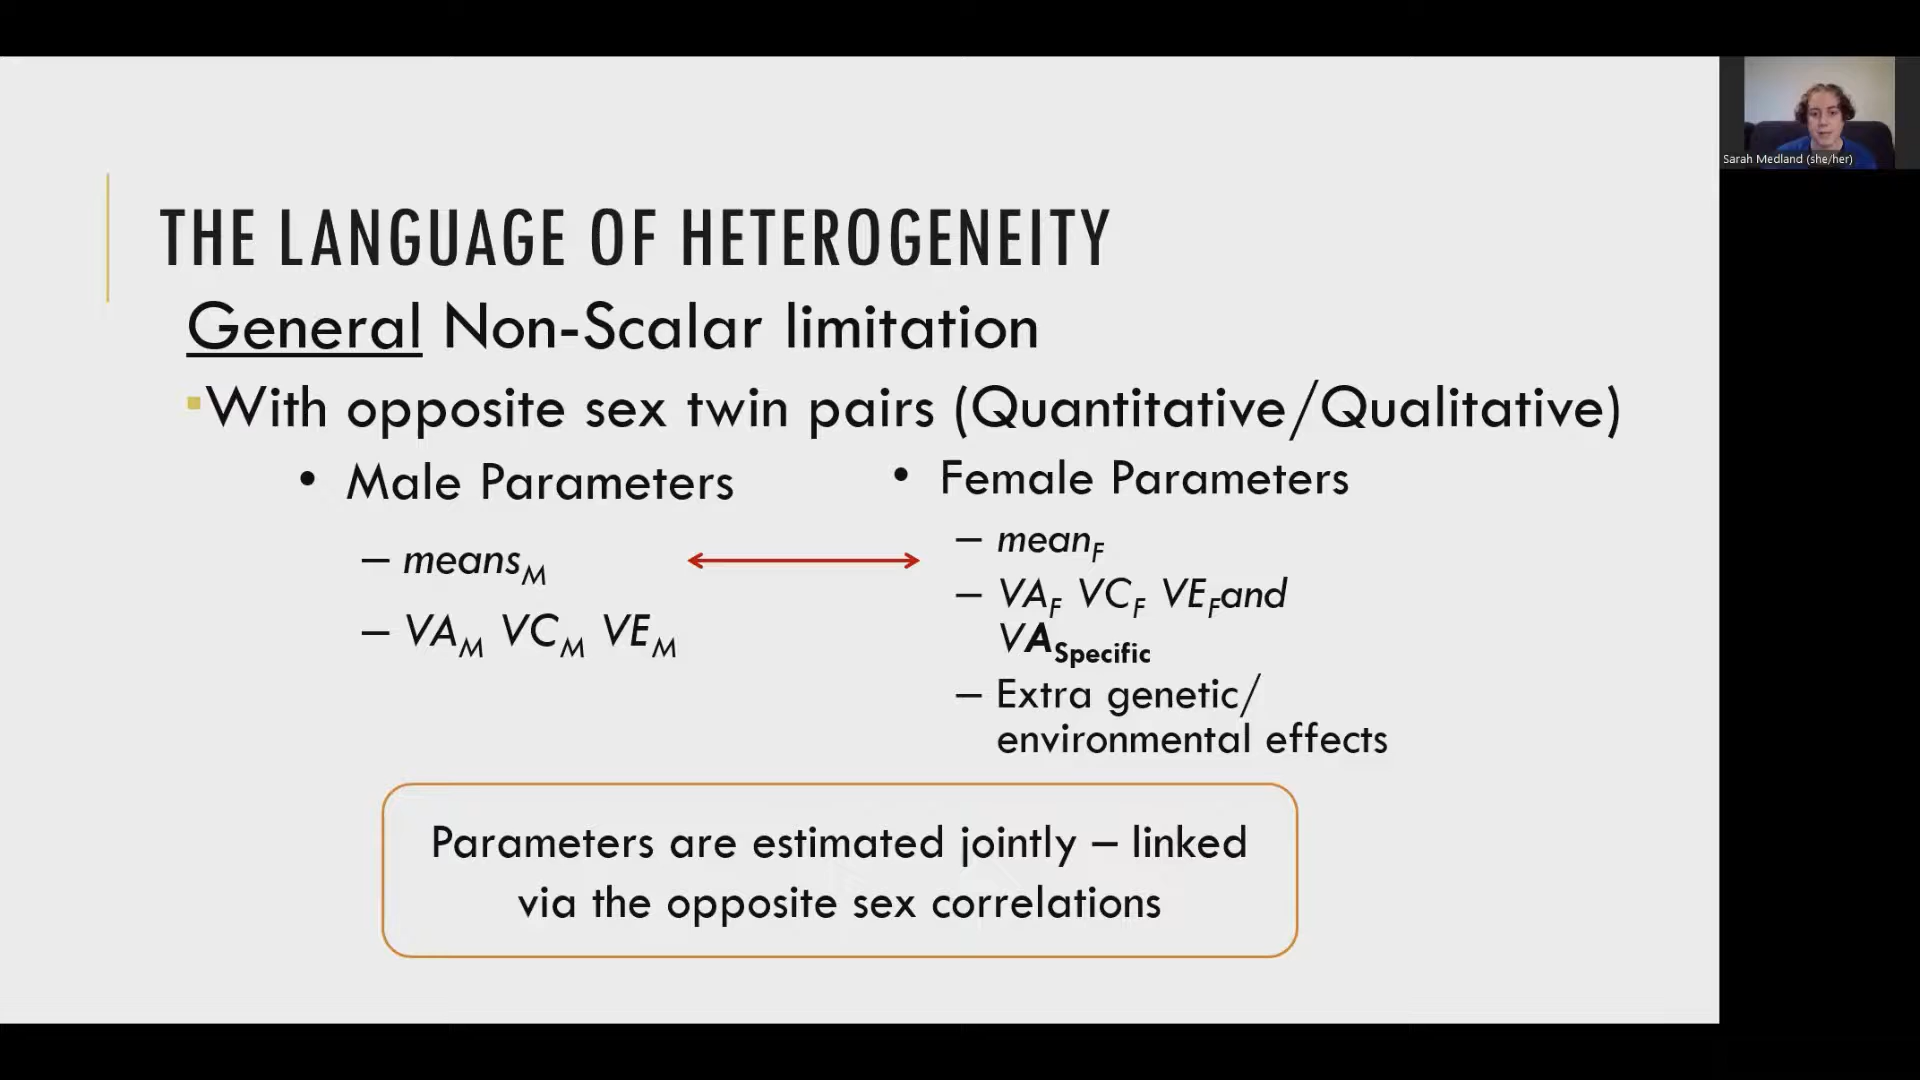 THE LANGUAGE OF HETEROGENEITY
General Non-Scalar limitation
▪With opposite sex twin pairs (Quantitative/Qualitative)
• Male Parameters
– meansM
– VAM VCM VEM
• Female Parameters
– meanF
– VAF VCF VEFand
VASpecific
– Extra genetic/
environmental effects
Parameters are estimated jointly – linked
via the opposite sex correlations
Sarah Medland (she/her)